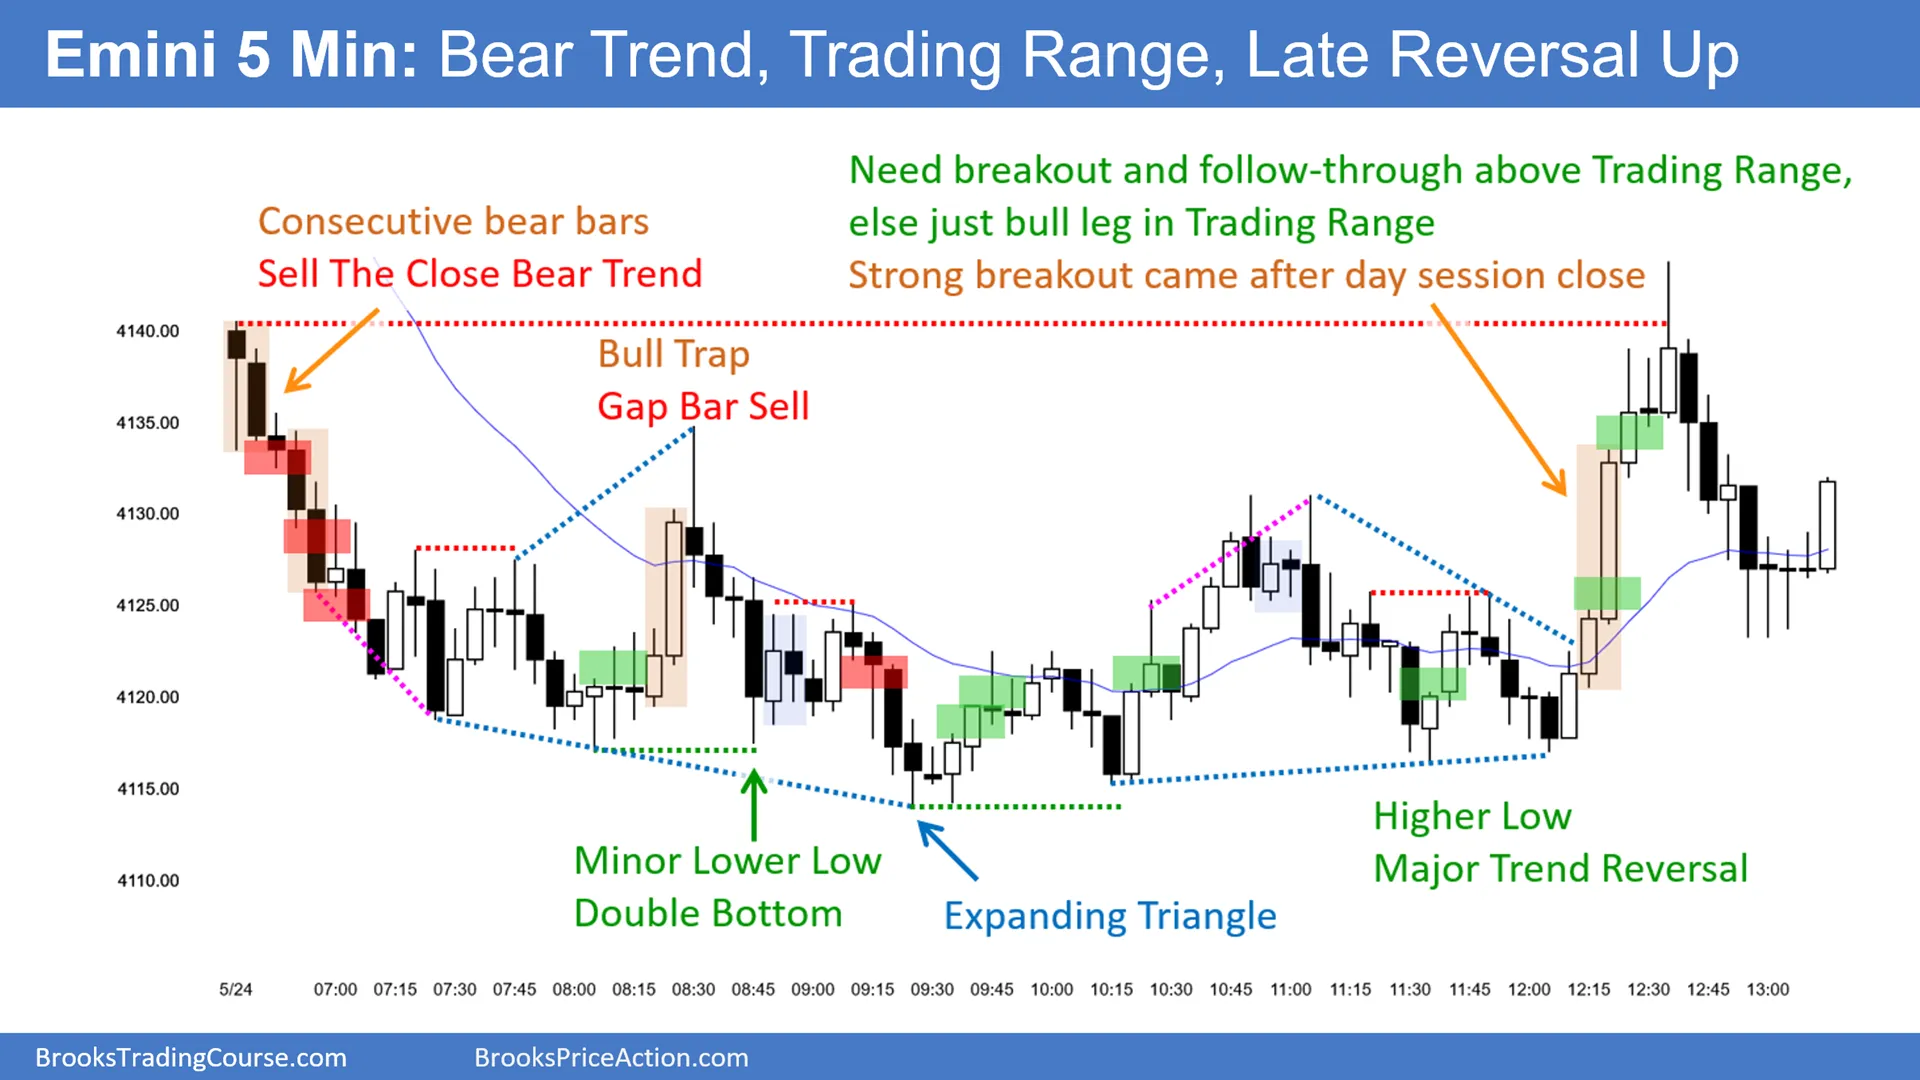 Emini 5 Min: Bear Trend, Trading Range, Late Reversal Up
Need breakout and follow-through above Trading Range,
else just bull leg in Trading Range
Strong breakout came after day session close
Consecutive bear bars
Sell The Close Bear Trend
Bull Trap
Gap Bar Sell
4140.00
4135.00
4130.00
4125.00
4120.00
4115.00
4110.00
Minor Lower Low
Double Bottom
Expanding Triangle
Higher Low
Major Trend Reversal
5/24 07:00 07:15 07:30 07:45 08:00 08:15 08:30 08:45 09:00 09:15 09:30 09:45 10:00 10:15 10:30 10:45 11:00 11:15 11:30 11:45 12:00 12:15 12:30 12:45 13:00
BrooksTradingCourse.com BrooksPriceAction.com